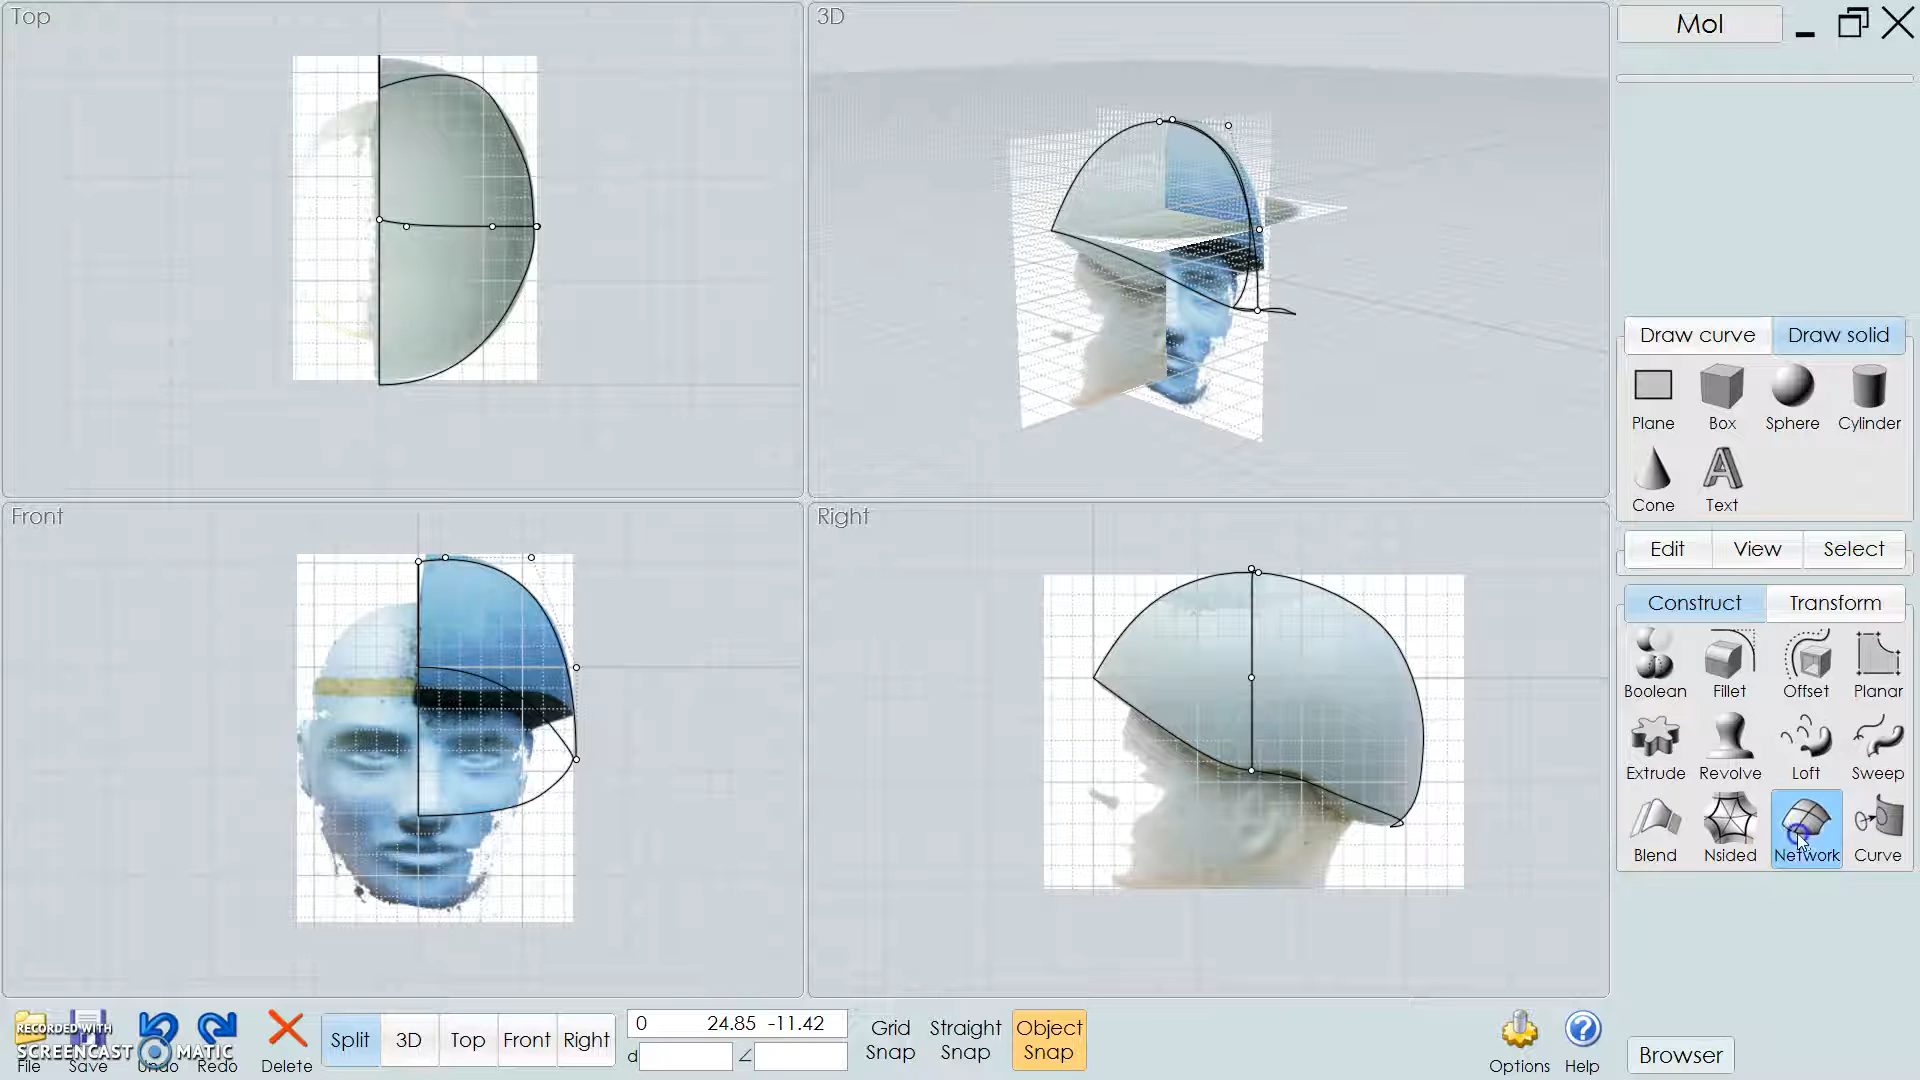 Top
3D
MoI
Draw curve
Draw solid
Plane
Box
Sphere
Cylinder
Cone
Text
Front
Right
Edit
View
Select
Construct
Transform
Boolean
Fillet
Offset
Planar
Extrude
Revolve
Loft
Sweep
Blend
Nsided
Network
Curve
RECORDED WITH
SCREENCAST MATIC
File
Save
Undo
Redo
Delete
Split
3D
Top
Front
Right
0 24.85 -11.42
d
∠
Grid
Snap
Straight
Snap
Object
Snap
Options
Help
Browser